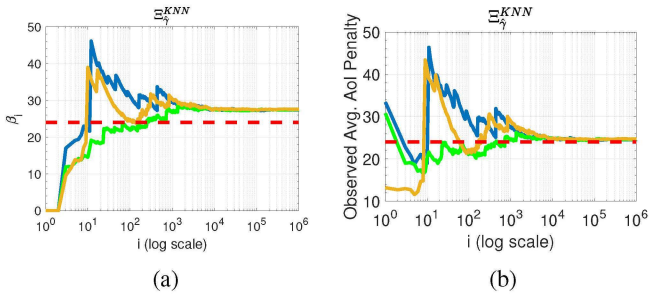 Ξ_γ̂^{KNN}
50
40
30
20
10
0
β_i
10^0 10^1 10^2 10^3 10^4 10^5 10^6
i (log scale)
(a)
Ξ_γ̂^{KNN}
50
40
30
20
10
Observed Avg. AoI Penalty
10^0 10^1 10^2 10^3 10^4 10^5 10^6
i (log scale)
(b)